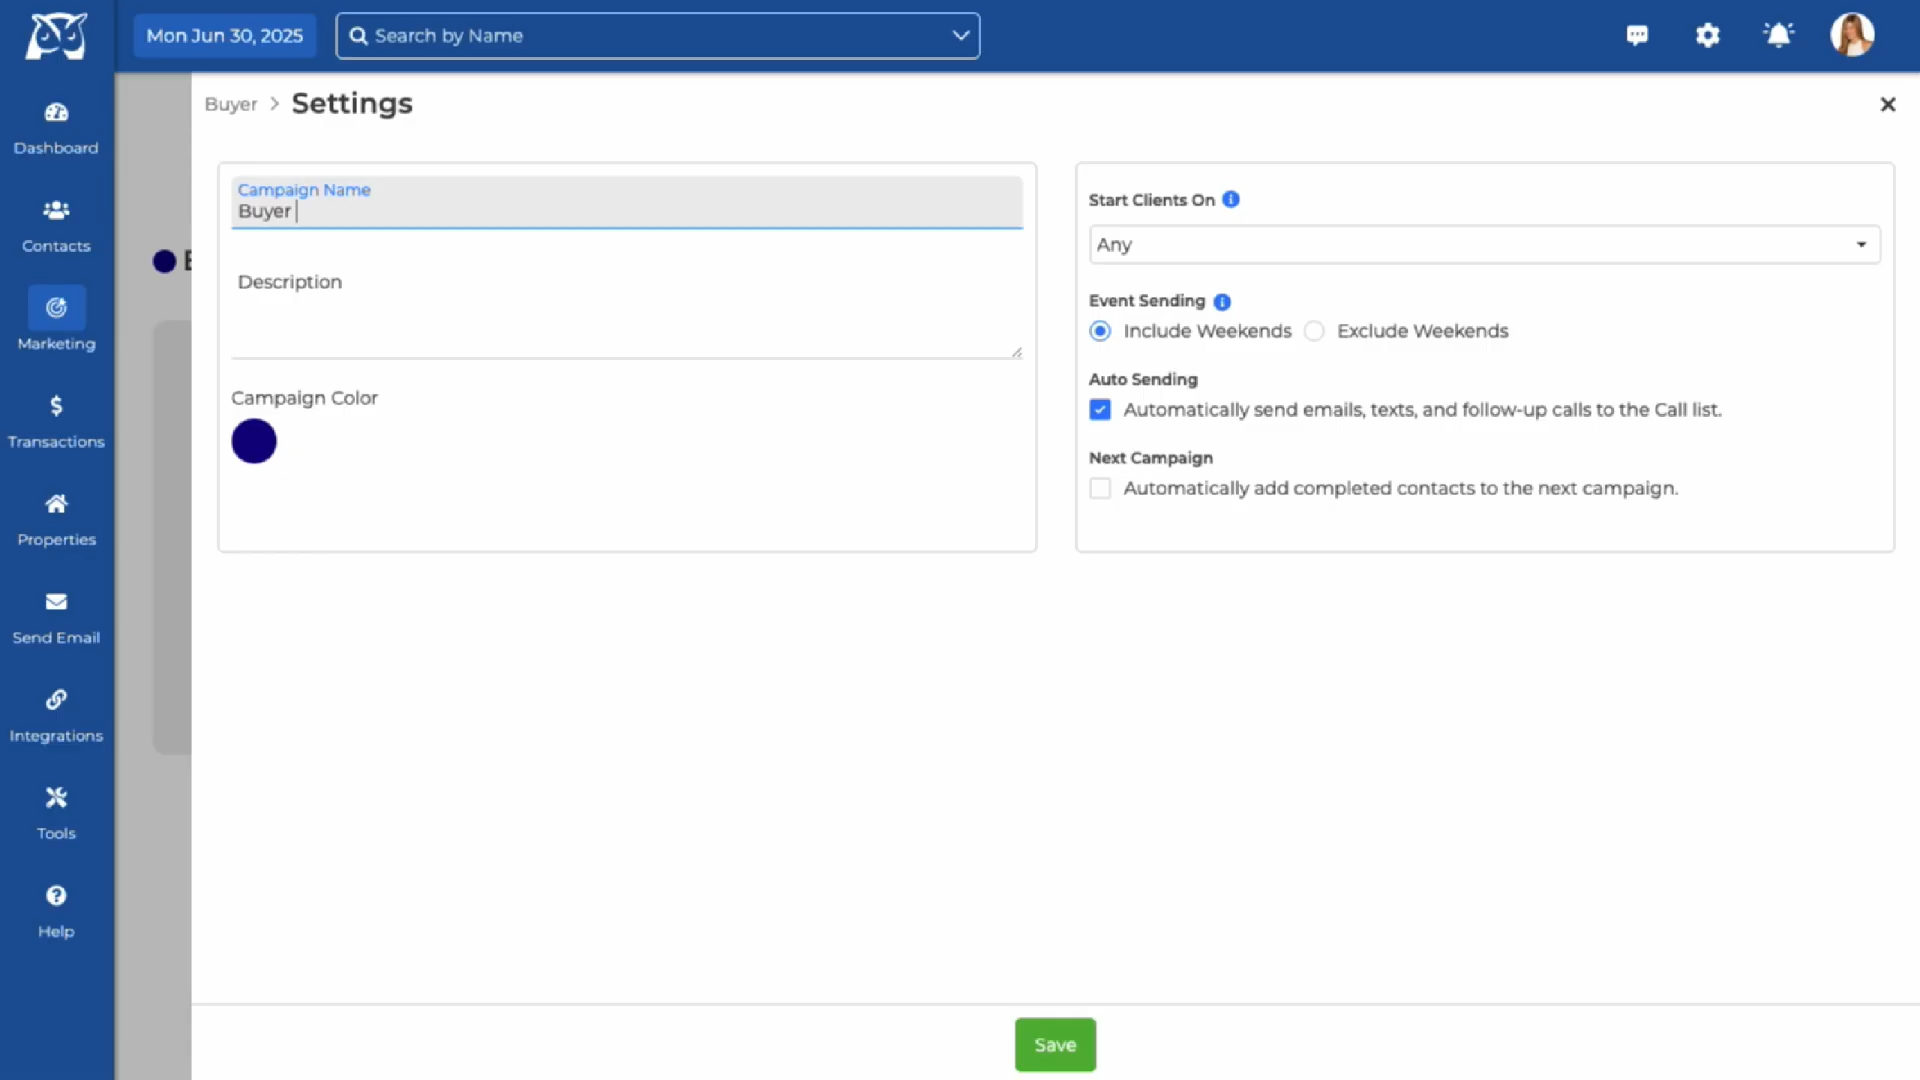 Mon Jun 30, 2025
Search by Name
Dashboard
Contacts
Marketing
Transactions
Properties
Send Email
Integrations
Tools
Help
Buyer > Settings
Campaign Name
Buyer
Description
Campaign Color
Start Clients On
Any
Event Sending
Include Weekends Exclude Weekends
Auto Sending
Automatically send emails, texts, and follow-up calls to the Call list.
Next Campaign
Automatically add completed contacts to the next campaign.
Save